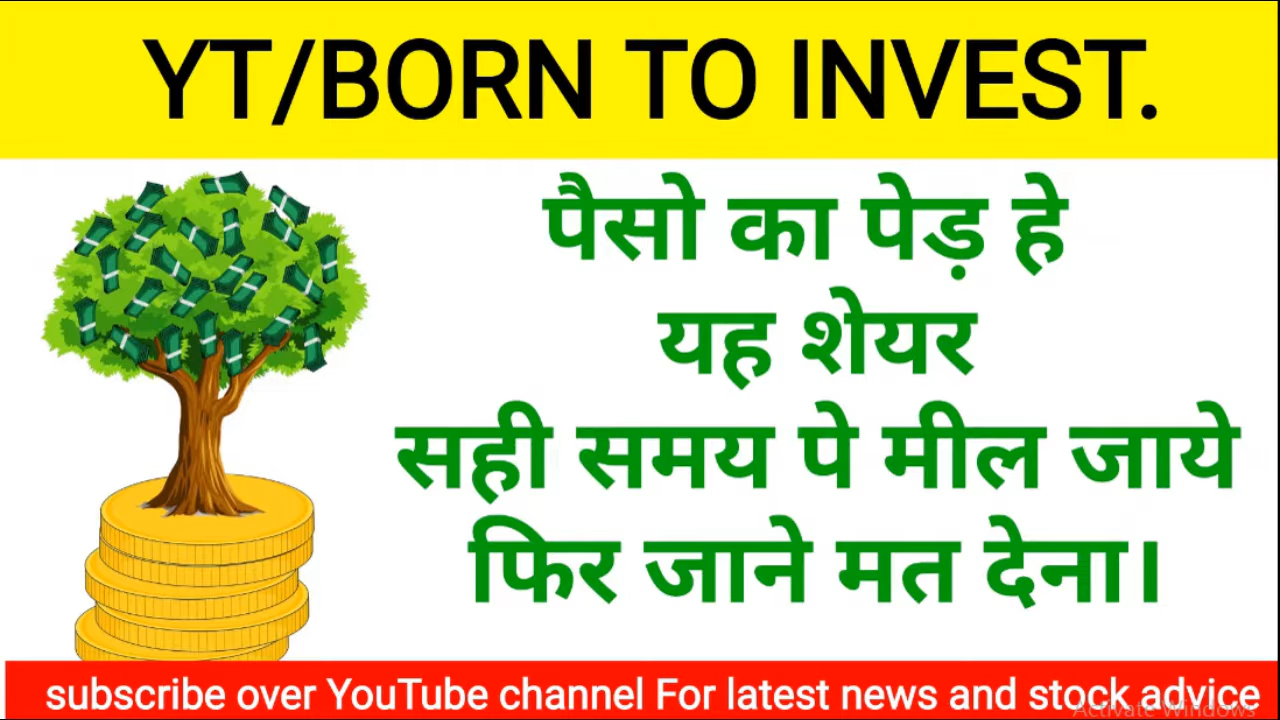 YT/BORN TO INVEST.
पैसो का पेड़ हे
यह शेयर
सही समय पे मील जाये
फिर जाने मत देना।
subscribe over YouTube channel For latest news and stock advice
Activate Windows